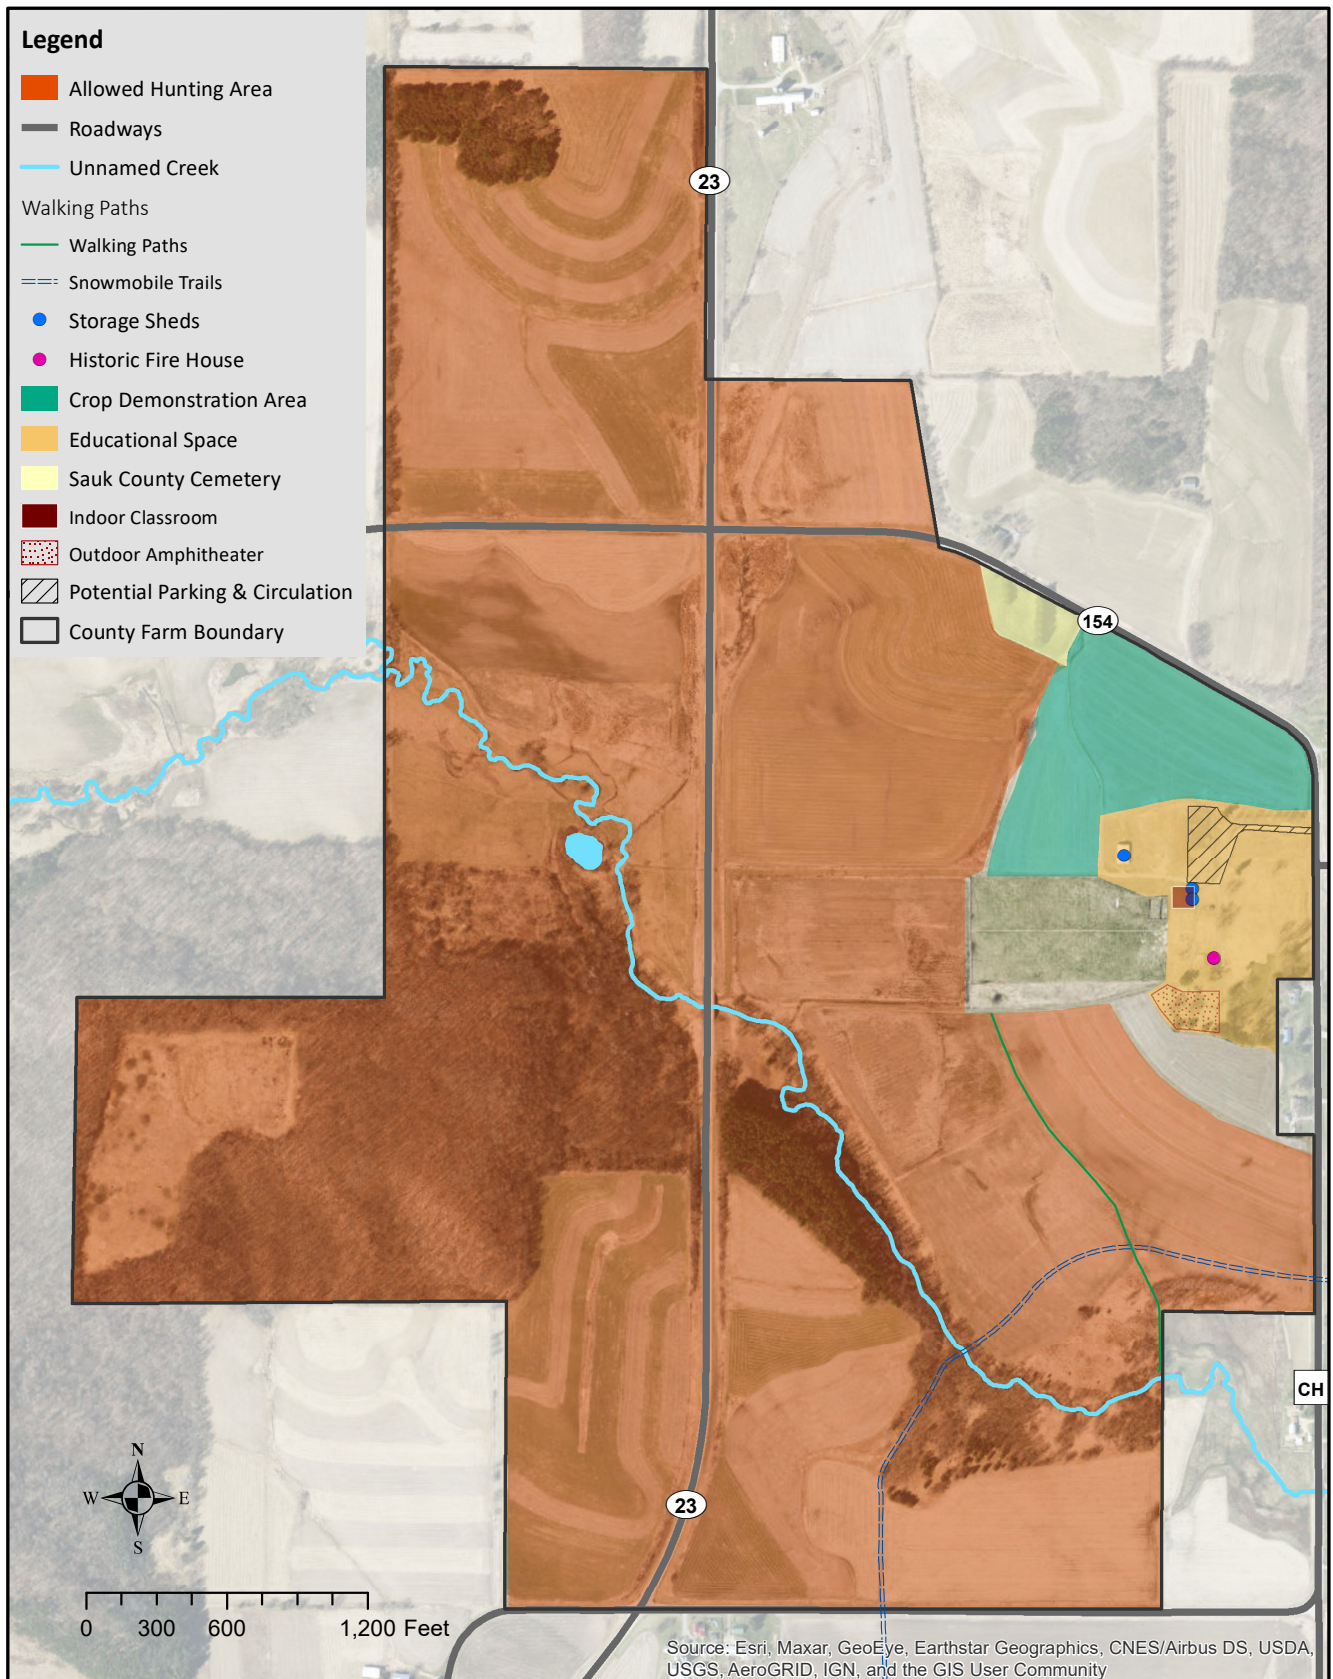 Legend
Allowed Hunting Area
Roadways
Unnamed Creek
Walking Paths
Walking Paths
Snowmobile Trails
Storage Sheds
Historic Fire House
Crop Demonstration Area
Educational Space
Sauk County Cemetery
Indoor Classroom
Outdoor Amphitheater
Potential Parking & Circulation
County Farm Boundary
23
154
CH
23
N
W E
S
0 300 600 1,200 Feet
Source: Esri, Maxar, GeoEye, Earthstar Geographics, CNES/Airbus DS, USDA,
USGS, AeroGRID, IGN, and the GIS User Community